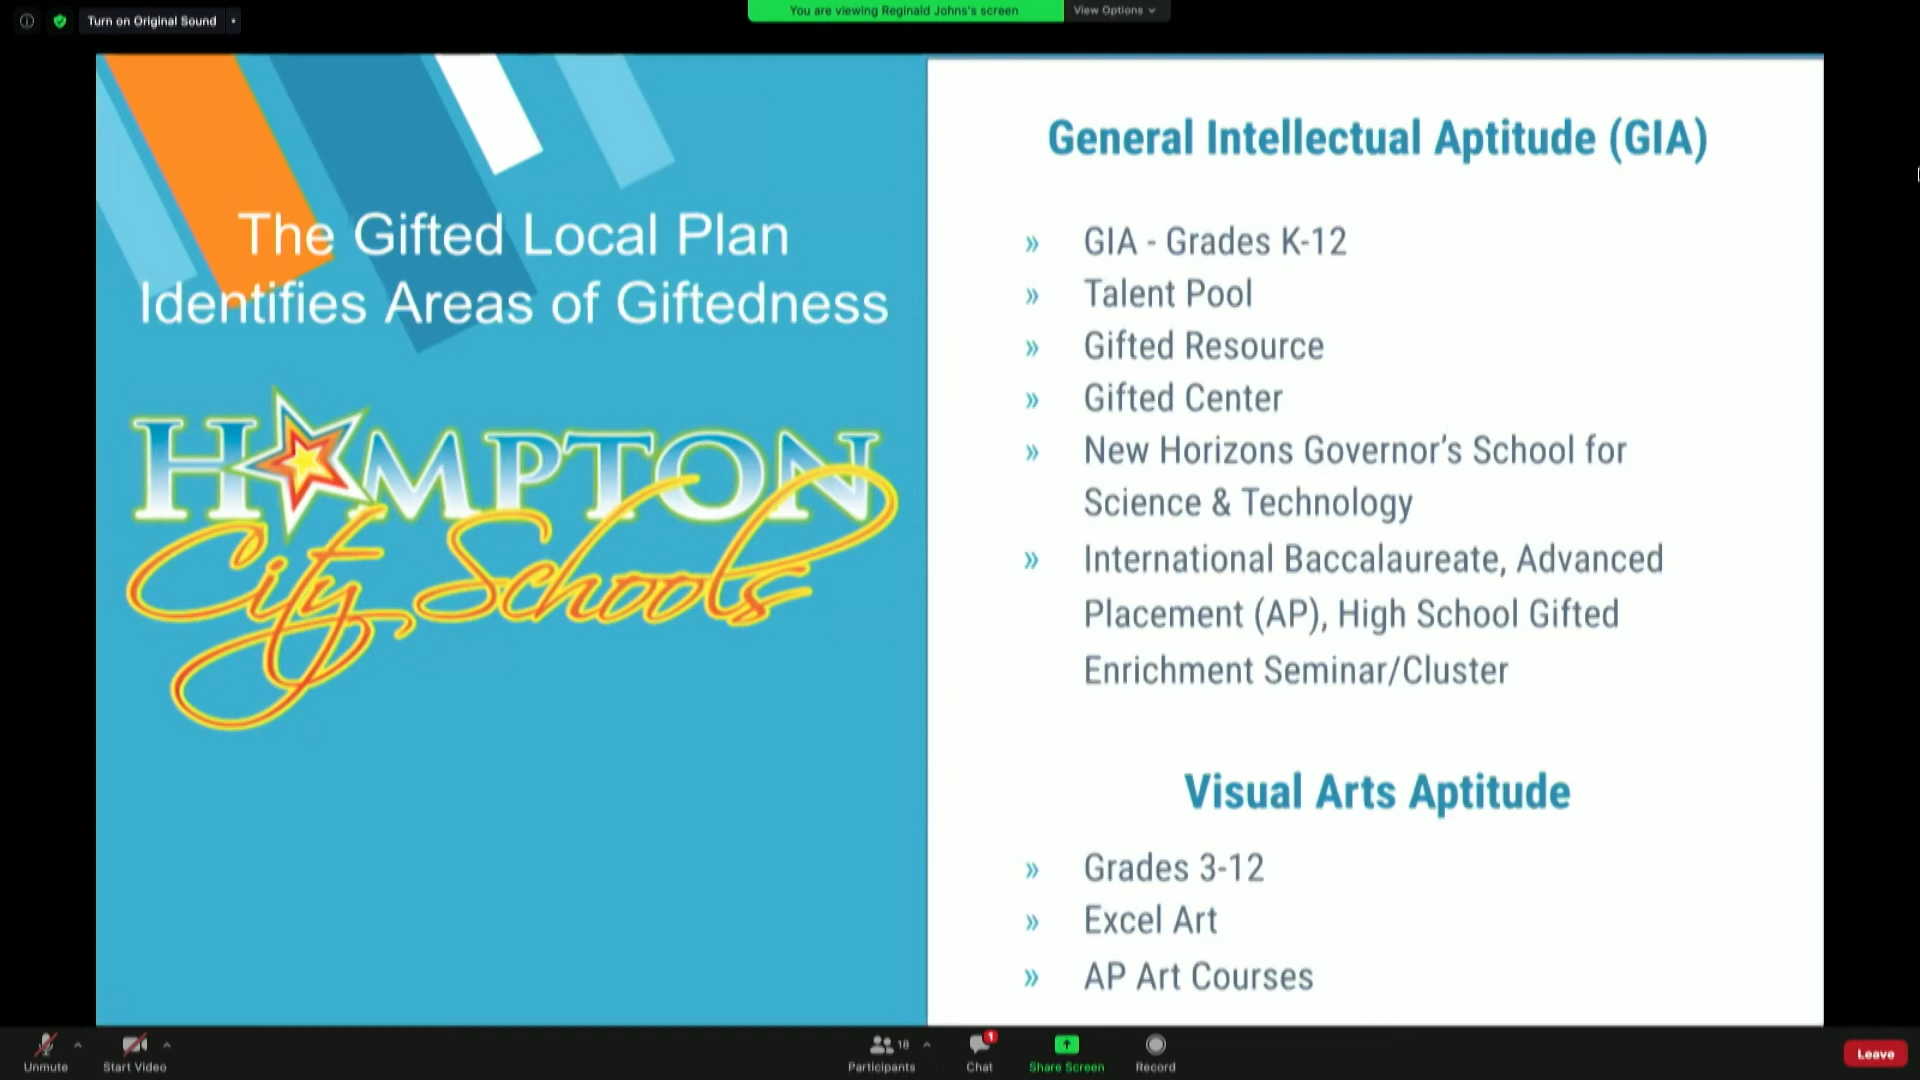 Turn on Original Sound
You are viewing Reginald Johns's screen
View Options
The Gifted Local Plan
Identifies Areas of Giftedness
HAMPTON
City Schools
General Intellectual Aptitude (GIA)
» GIA - Grades K-12
» Talent Pool
» Gifted Resource
» Gifted Center
» New Horizons Governor's School for
Science & Technology
» International Baccalaureate, Advanced
Placement (AP), High School Gifted
Enrichment Seminar/Cluster
Visual Arts Aptitude
» Grades 3-12
» Excel Art
» AP Art Courses
Unmute
Start Video
18
Participants
1
Chat
Share Screen
Record
Leave